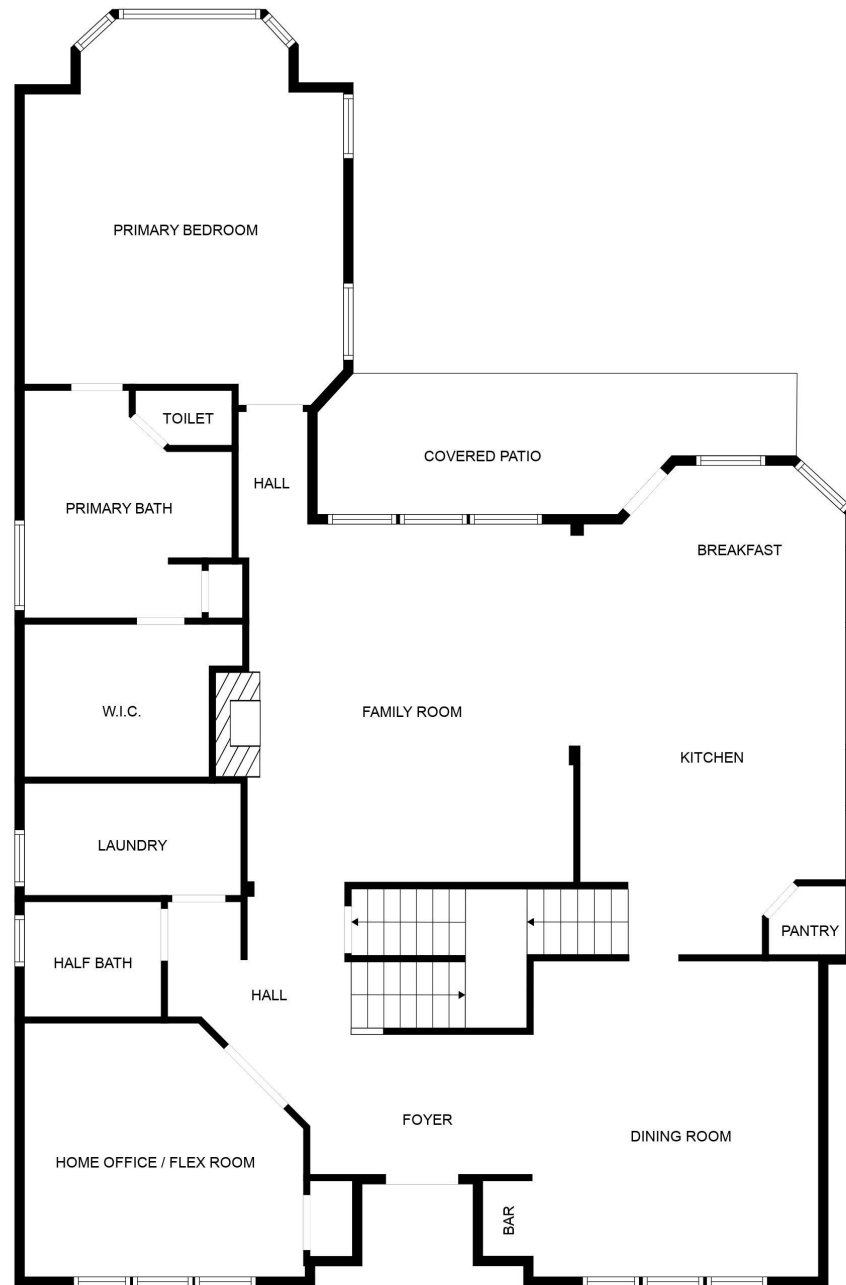 PRIMARY BEDROOM
TOILET
COVERED PATIO
HALL
PRIMARY BATH
BREAKFAST
W.I.C.
FAMILY ROOM
KITCHEN
LAUNDRY
PANTRY
HALF BATH
HALL
FOYER
DINING ROOM
HOME OFFICE / FLEX ROOM
BAR